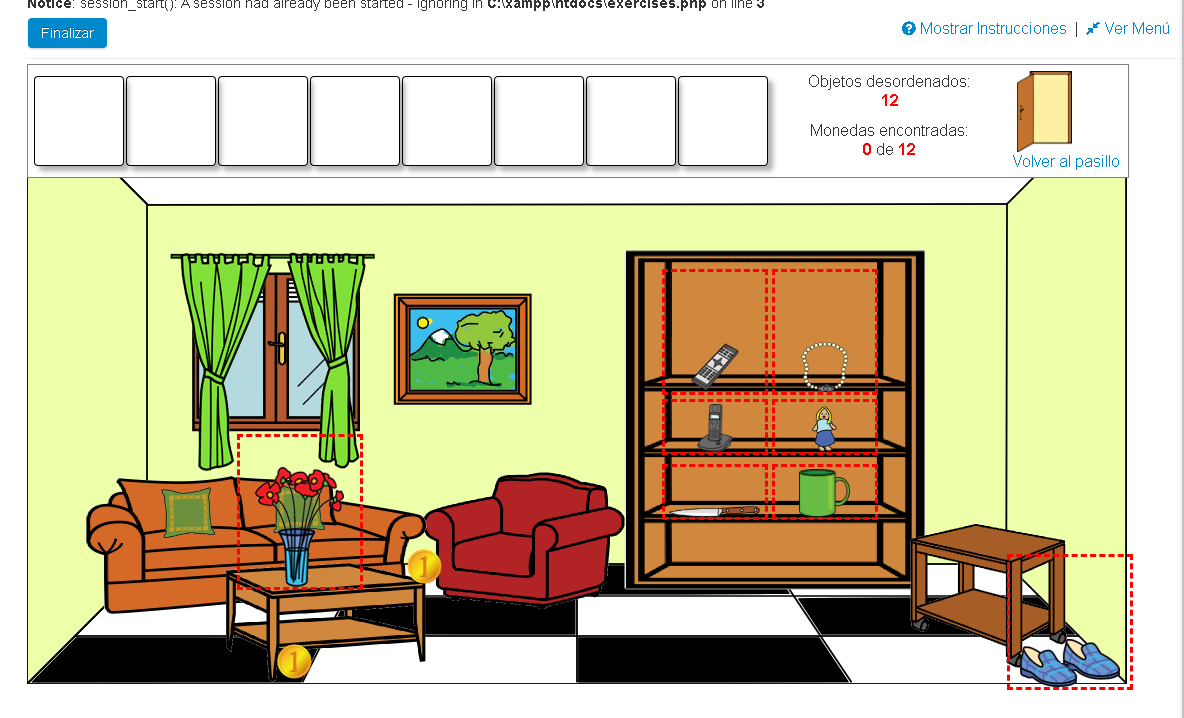 Notice: session_start(): A session had already been started - ignoring in C:\xampp\htdocs\exercises.php on line 3
Finalizar
Mostrar Instrucciones | Ver Menú
Objetos desordenados:
12
Monedas encontradas:
0 de 12
Volver al pasillo
1
1